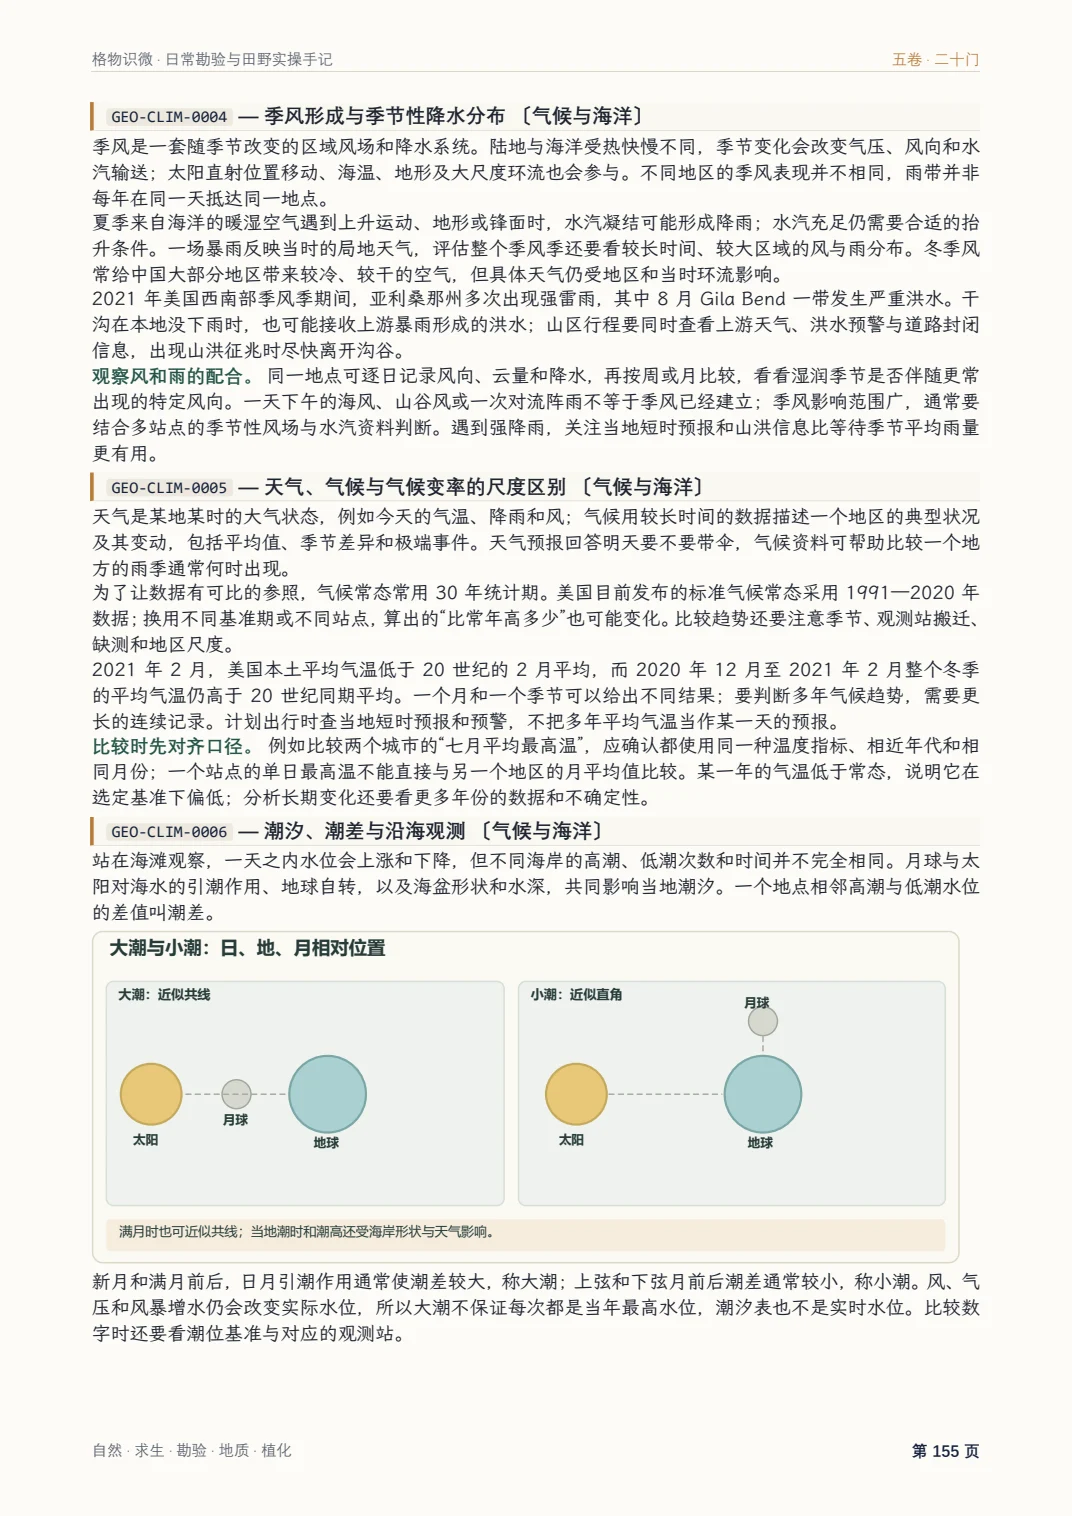 格物识微 · 日常勘验与田野实操手记
五卷 · 二十门
GEO-CLIM-0004 — 季风形成与季节性降水分布 〔气候与海洋〕
季风是一套随季节改变的区域风场和降水系统。陆地与海洋受热快慢不同，季节变化会改变气压、风向和水
汽输送；太阳直射位置移动、海温、地形及大尺度环流也会参与。不同地区的季风表现并不相同，雨带并非
每年在同一天抵达同一地点。
夏季来自海洋的暖湿空气遇到上升运动、地形或锋面时，水汽凝结可能形成降雨；水汽充足仍需要合适的抬
升条件。一场暴雨反映当时的局地天气，评估整个季风季还要看较长时间、较大区域的风与雨分布。冬季风
常给中国大部分地区带来较冷、较干的空气，但具体天气仍受地区和当时环流影响。
2021 年美国西南部季风季期间，亚利桑那州多次出现强雷雨，其中 8 月 Gila Bend 一带发生严重洪水。干
沟在本地没下雨时，也可能接收上游暴雨形成的洪水；山区行程要同时查看上游天气、洪水预警与道路封闭
信息，出现山洪征兆时尽快离开沟谷。
观察风和雨的配合。 同一地点可逐日记录风向、云量和降水，再按周或月比较，看看湿润季节是否伴随更常
出现的特定风向。一天下午的海风、山谷风或一次对流阵雨不等于季风已经建立；季风影响范围广，通常要
结合多站点的季节性风场与水汽资料判断。遇到强降雨，关注当地短时预报和山洪信息比等待季节平均雨量
更有用。
GEO-CLIM-0005 — 天气、气候与气候变率的尺度区别 〔气候与海洋〕
天气是某地某时的大气状态，例如今天的气温、降雨和风；气候用较长时间的数据描述一个地区的典型状况
及其变动，包括平均值、季节差异和极端事件。天气预报回答明天要不要带伞，气候资料可帮助比较一个地
方的雨季通常何时出现。
为了让数据有可比的参照，气候常态常用 30 年统计期。美国目前发布的标准气候常态采用 1991—2020 年
数据；换用不同基准期或不同站点，算出的“比常年高多少”也可能变化。比较趋势还要注意季节、观测站搬迁、
缺测和地区尺度。
2021 年 2 月，美国本土平均气温低于 20 世纪的 2 月平均，而 2020 年 12 月至 2021 年 2 月整个冬季
的平均气温仍高于 20 世纪同期平均。一个月和一个季节可以给出不同结果；要判断多年气候趋势，需要更
长的连续记录。计划出行时查当地短时预报和预警，不把多年平均气温当作某一天的预报。
比较时先对齐口径。 例如比较两个城市的“七月平均最高温”，应确认都使用同一种温度指标、相近年代和相
同月份；一个站点的单日最高温不能直接与另一个地区的月平均值比较。某一年的气温低于常态，说明它在
选定基准下偏低；分析长期变化还要看更多年份的数据和不确定性。
GEO-CLIM-0006 — 潮汐、潮差与沿海观测 〔气候与海洋〕
站在海滩观察，一天之内水位会上涨和下降，但不同海岸的高潮、低潮次数和时间并不完全相同。月球与太
阳对海水的引潮作用、地球自转，以及海盆形状和水深，共同影响当地潮汐。一个地点相邻高潮与低潮水位
的差值叫潮差。
大潮与小潮：日、地、月相对位置
大潮：近似共线
太阳
月球
地球
小潮：近似直角
月球
太阳
地球
满月时也可近似共线；当地潮时和潮高还受海岸形状与天气影响。
新月和满月前后，日月引潮作用通常使潮差较大，称大潮；上弦和下弦月前后潮差通常较小，称小潮。风、气
压和风暴增水仍会改变实际水位，所以大潮不保证每次都是当年最高水位，潮汐表也不是实时水位。比较数
字时还要看潮位基准与对应的观测站。
自然 · 求生 · 勘验 · 地质 · 植化
第 155 页